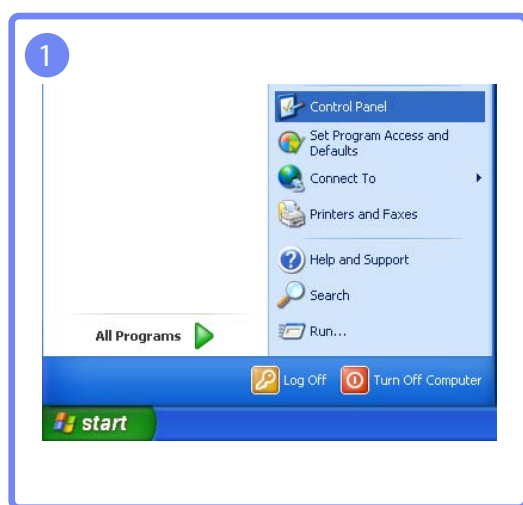 1
Control Panel
Set Program Access and
Defaults
Connect To
Printers and Faxes
Help and Support
Search
All Programs
Run...
Log Off
Turn Off Computer
start